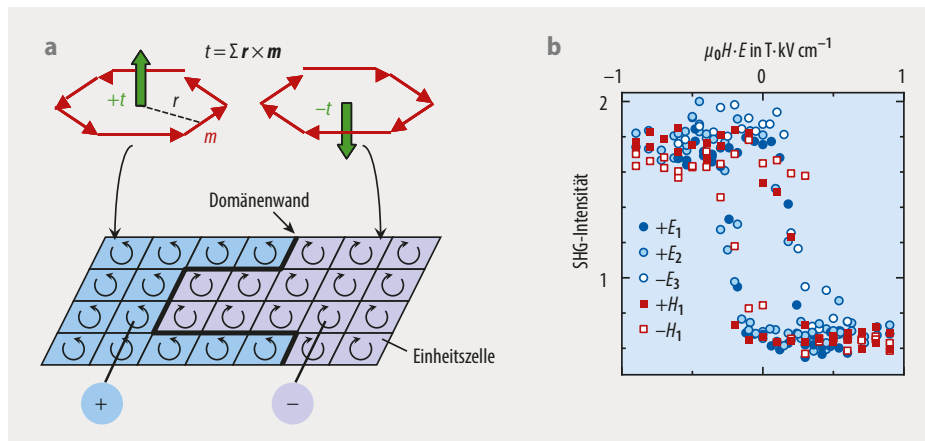 a
t = Σ r × m
+t
r
m
−t
Domänenwand
Einheitszelle
+
−
b
μ₀H·E in T·kV cm⁻¹
−1
0
1
2
1
SHG-Intensität
+E₁
+E₂
−E₃
+H₁
−H₁